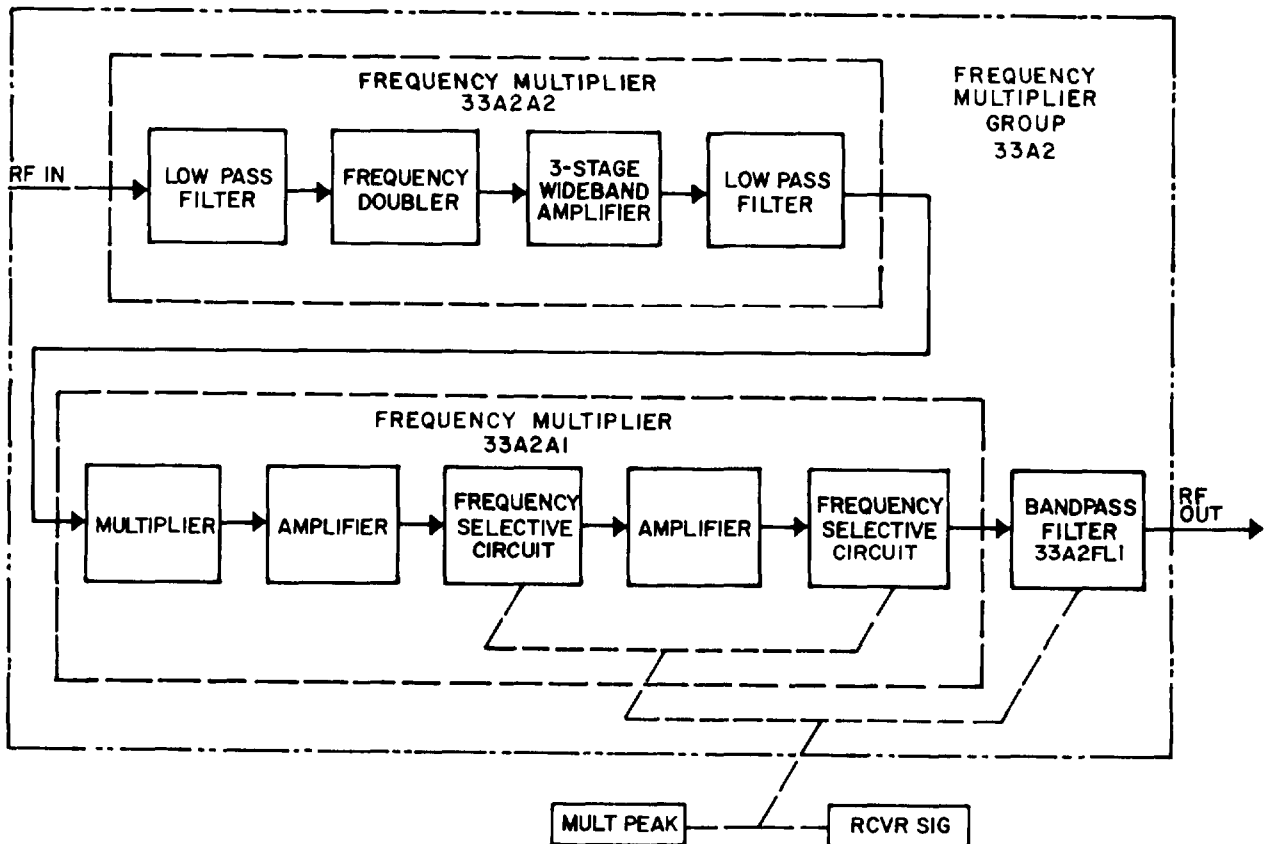 FREQUENCY MULTIPLIER
33A2A2
FREQUENCY
MULTIPLIER
GROUP
33A2
RF IN
LOW PASS
FILTER
FREQUENCY
DOUBLER
3-STAGE
WIDEBAND
AMPLIFIER
LOW PASS
FILTER
FREQUENCY MULTIPLIER
33A2A1
MULTIPLIER
AMPLIFIER
FREQUENCY
SELECTIVE
CIRCUIT
AMPLIFIER
FREQUENCY
SELECTIVE
CIRCUIT
BANDPASS
FILTER
33A2FL1
RF
OUT
MULT PEAK
RCVR SIG